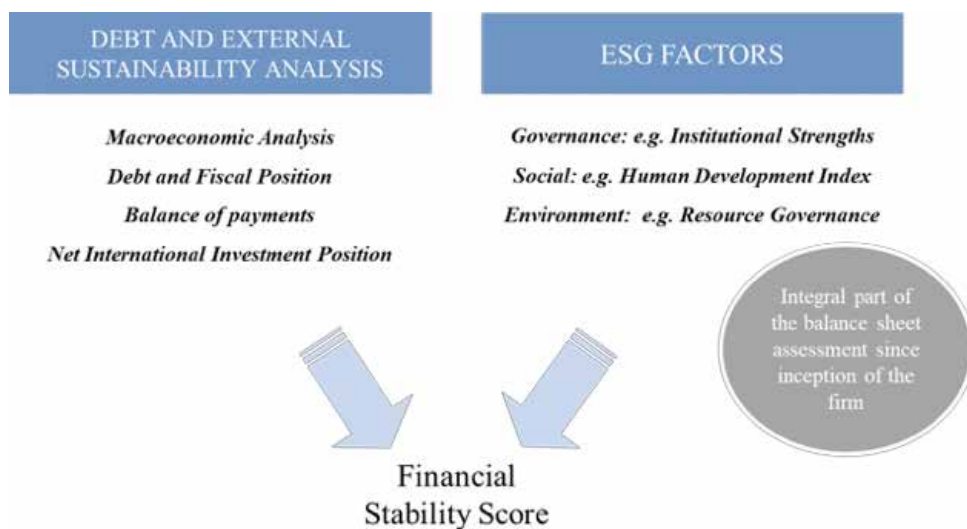 DEBT AND EXTERNAL
SUSTAINABILITY ANALYSIS
Macroeconomic Analysis
Debt and Fiscal Position
Balance of payments
Net International Investment Position
ESG FACTORS
Governance: e.g. Institutional Strengths
Social: e.g. Human Development Index
Environment: e.g. Resource Governance
Integral part of
the balance sheet
assessment since
inception of the
firm
Financial
Stability Score